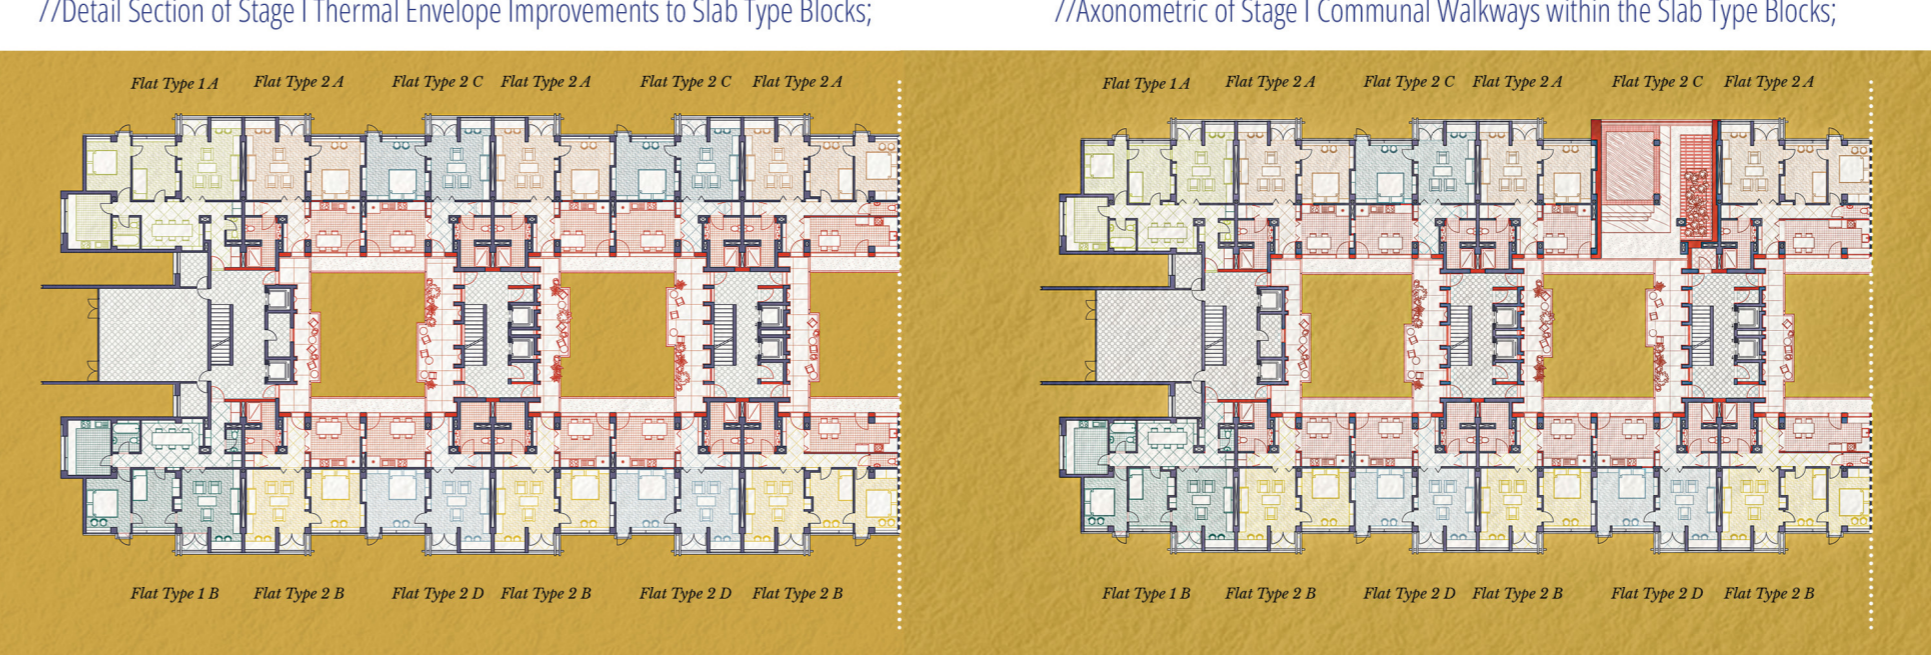 //Detail Section of Stage I Thermal Envelope Improvements to Slab Type Blocks;
//Axonometric of Stage I Communal Walkways within the Slab Type Blocks;
Flat Type 1 A Flat Type 2 A Flat Type 2 C Flat Type 2 A Flat Type 2 C Flat Type 2 A
Flat Type 1 A Flat Type 2 A Flat Type 2 C Flat Type 2 A Flat Type 2 C Flat Type 2 A
Flat Type 1 B Flat Type 2 B Flat Type 2 D Flat Type 2 B Flat Type 2 D Flat Type 2 B
Flat Type 1 B Flat Type 2 B Flat Type 2 D Flat Type 2 B Flat Type 2 D Flat Type 2 B